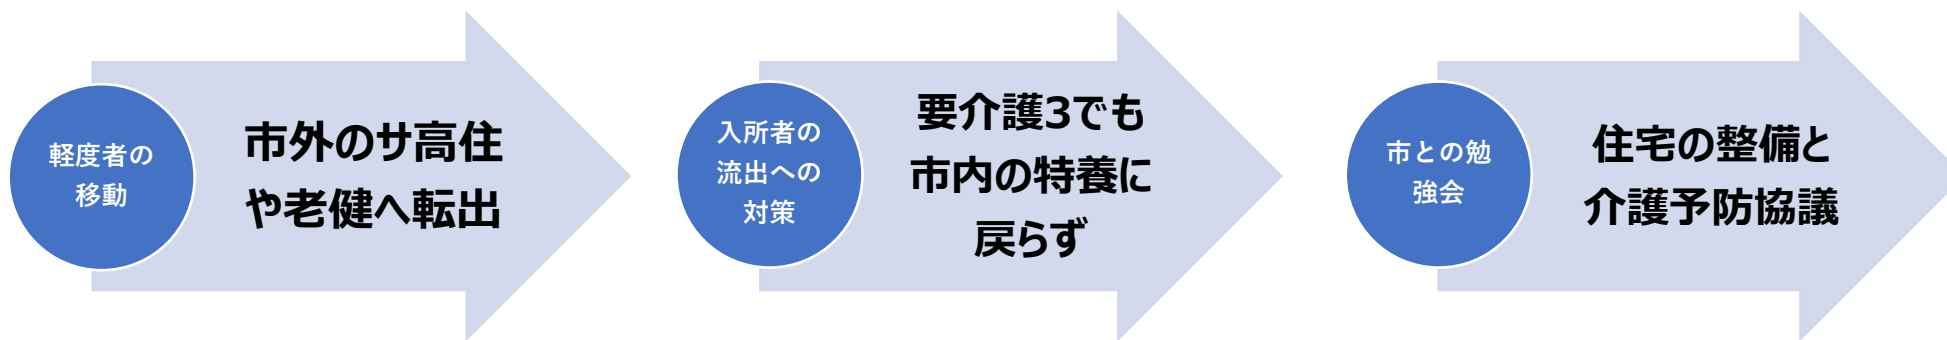 軽度者の
移動
市外のサ高住
や老健へ転出
入所者の
流出への
対策
要介護3でも
市内の特養に
戻らず
市との勉
強会
住宅の整備と
介護予防協議